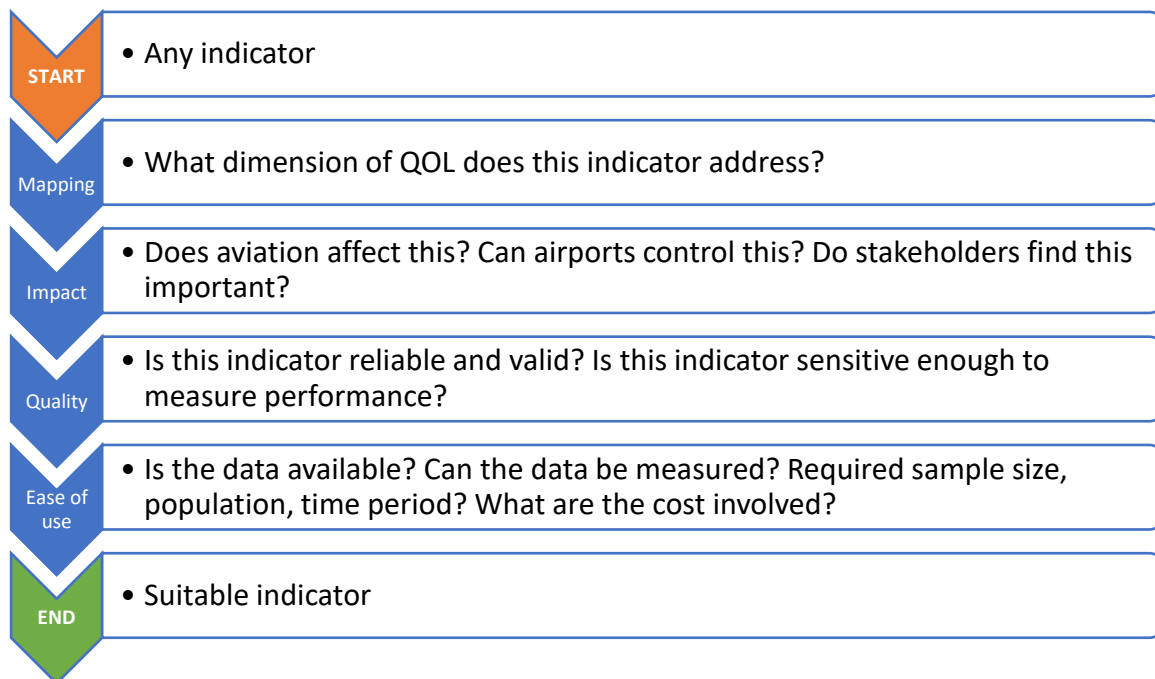 START
• Any indicator
Mapping
• What dimension of QOL does this indicator address?
Impact
• Does aviation affect this? Can airports control this? Do stakeholders find this
important?
Quality
• Is this indicator reliable and valid? Is this indicator sensitive enough to
measure performance?
Ease of
use
• Is the data available? Can the data be measured? Required sample size,
population, time period? What are the cost involved?
END
• Suitable indicator